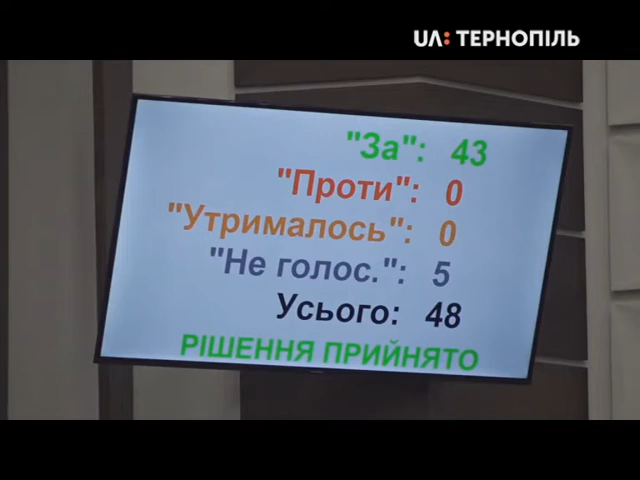 UA: ТЕРНОПІЛЬ
"За": 43
"Проти": 0
"Утрималось": 0
"Не голос.": 5
Усього: 48
РІШЕННЯ ПРИЙНЯТО